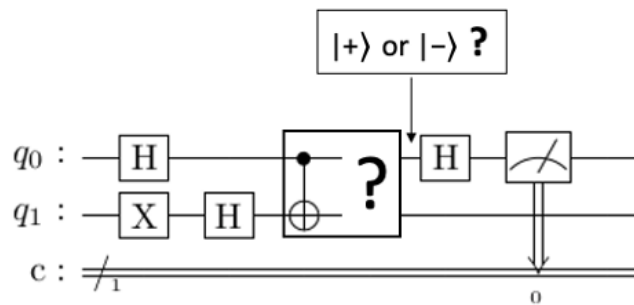 |+⟩ or |−⟩ ?
q₀ : H H
?
q₁ : X H
c : 1
0